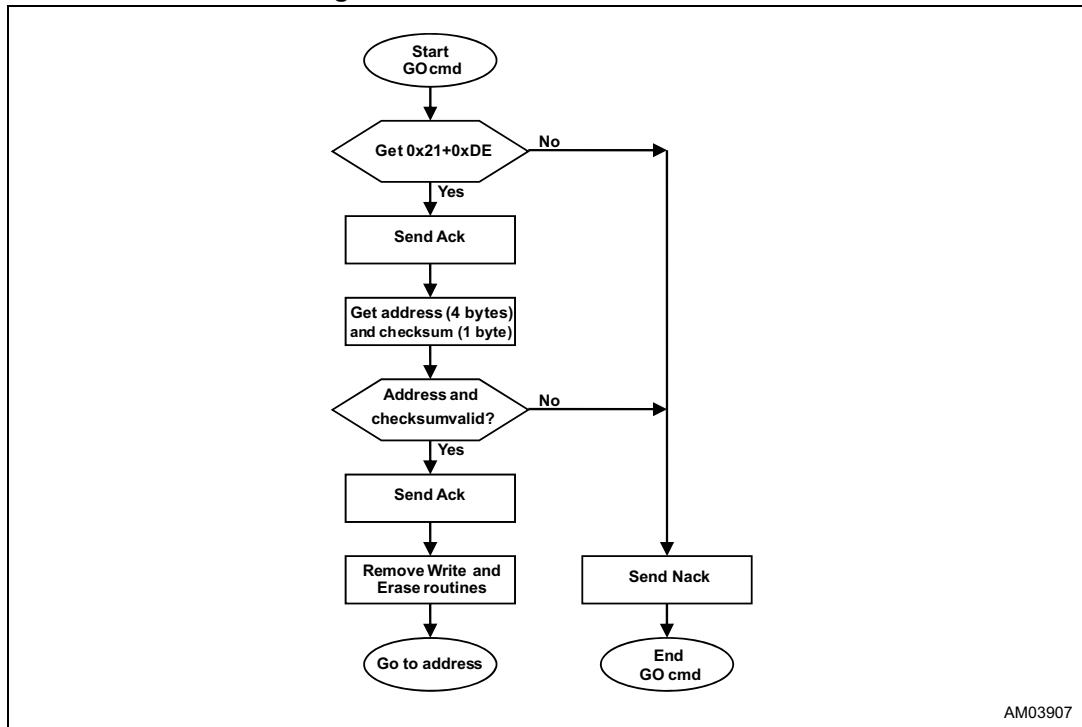 Start
GO cmd
Get 0x21+0xDE
No
Yes
Send Ack
Get address (4 bytes)
and checksum (1 byte)
Address and
checksumvalid?
No
Yes
Send Ack
Remove Write and
Erase routines
Send Nack
Go to address
End
GO cmd
AM03907